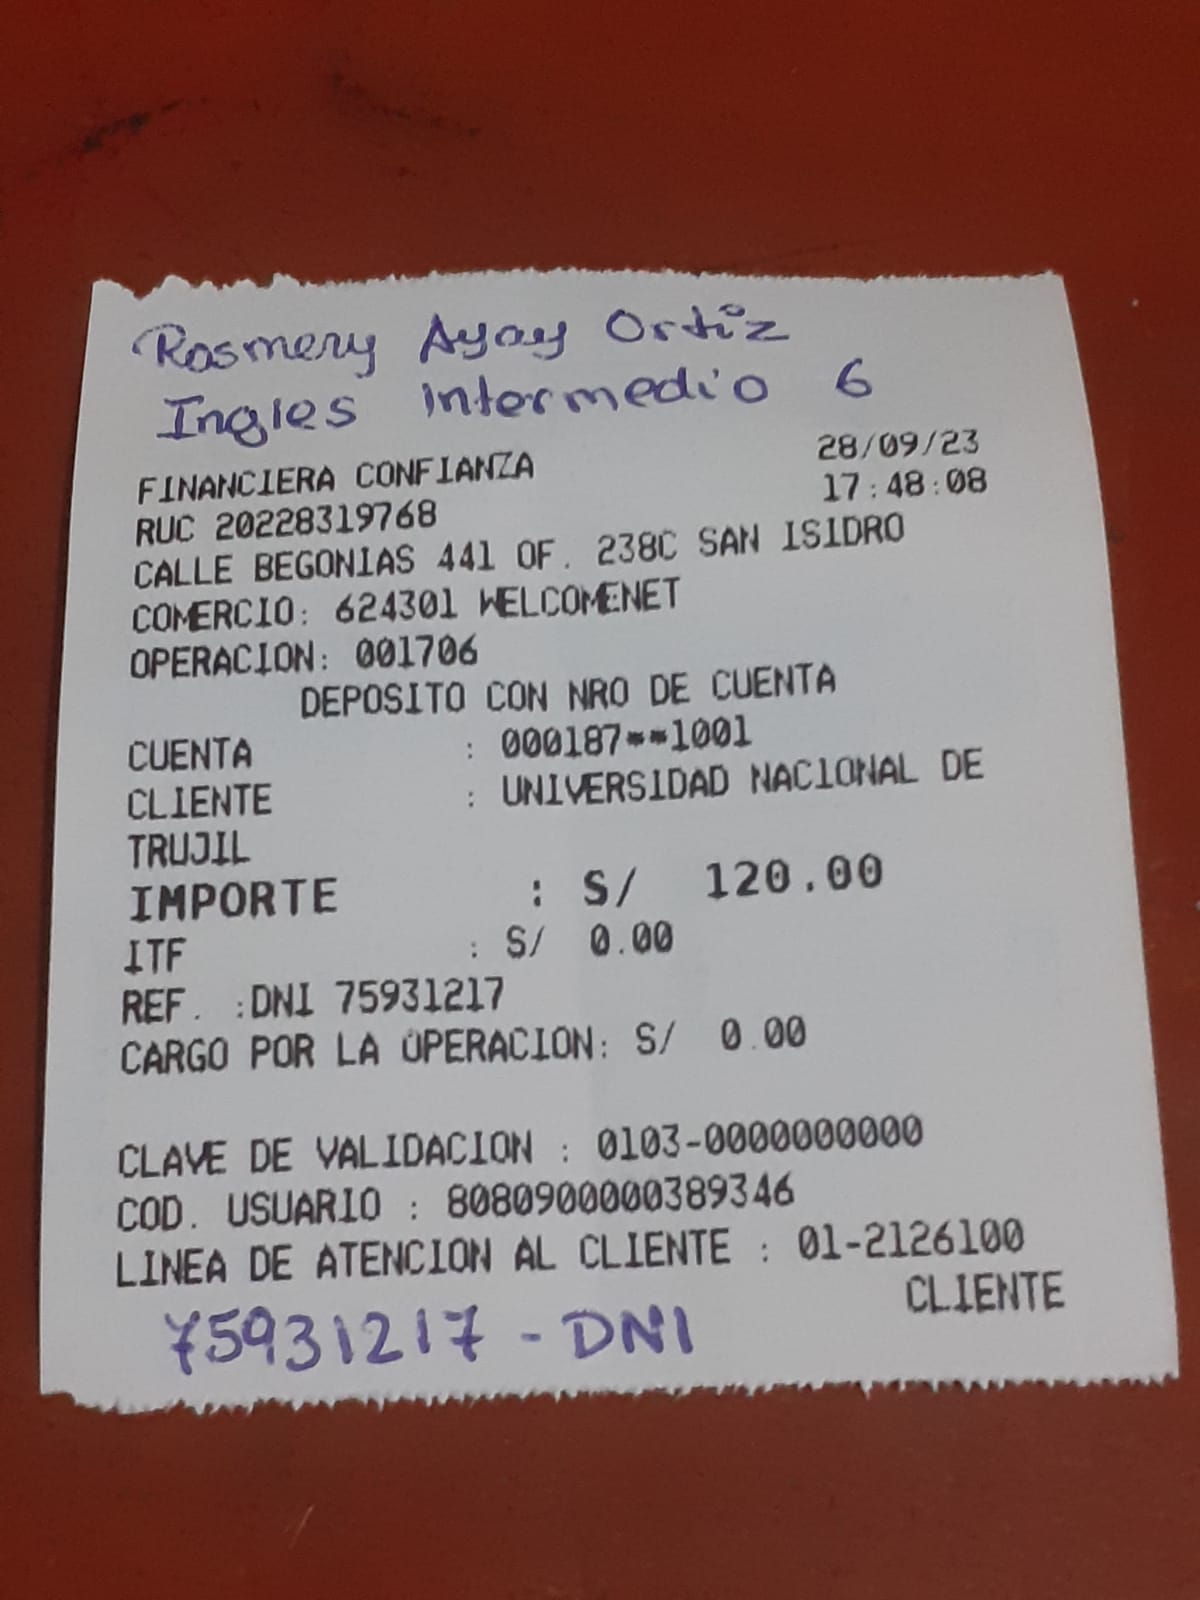 Rosmery Ayay Ortiz
Ingles intermedio 6
28/09/23
FINANCIERA CONFIANZA 17:48:08
RUC 20228319768
CALLE BEGONIAS 441 OF. 238C SAN ISIDRO
COMERCIO: 624301 WELCOMENET
OPERACION: 001706
DEPOSITO CON NRO DE CUENTA
CUENTA : 000187**1001
CLIENTE : UNIVERSIDAD NACIONAL DE
TRUJIL
IMPORTE : S/ 120.00
ITF : S/ 0.00
REF. :DNI 75931217
CARGO POR LA OPERACION: S/ 0.00
CLAVE DE VALIDACION : 0103-0000000000
COD. USUARIO : 8080900000389346
LINEA DE ATENCION AL CLIENTE : 01-2126100
CLIENTE
75931217 - DNI